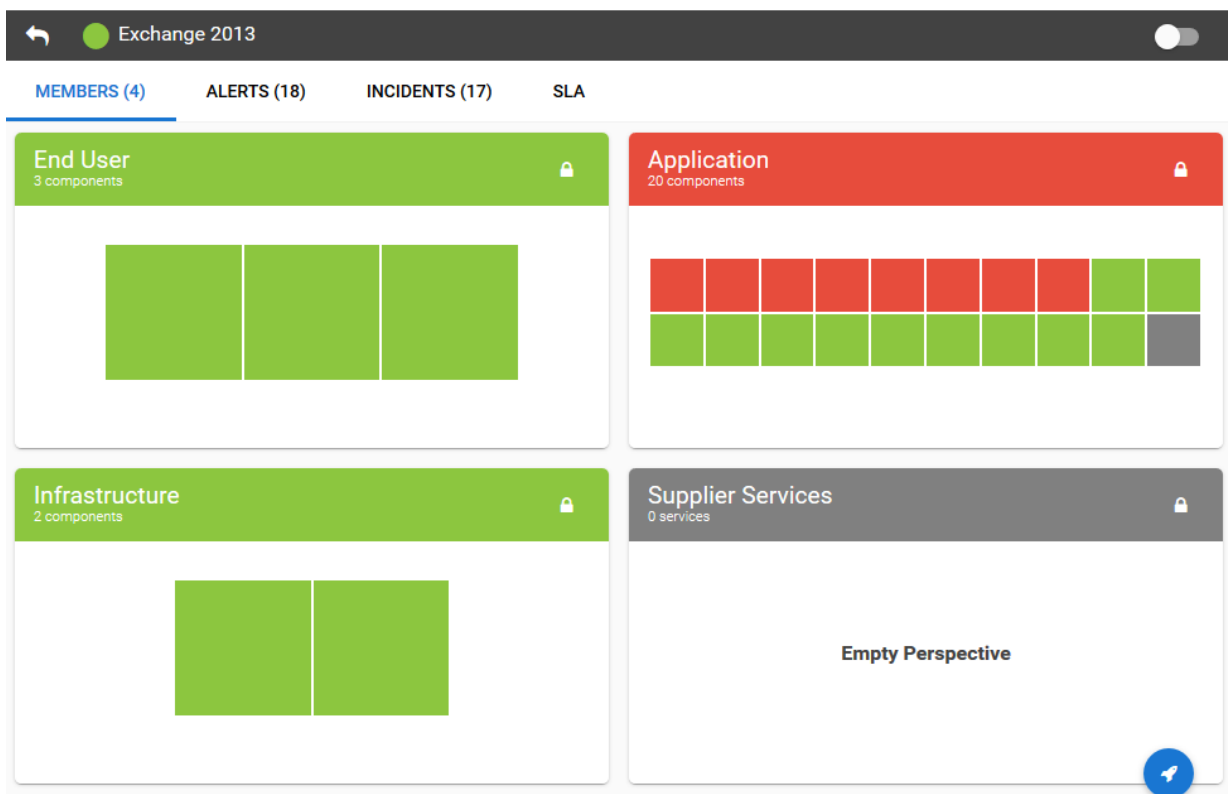 Exchange 2013
MEMBERS (4) ALERTS (18) INCIDENTS (17) SLA
End User
3 components
Application
20 components
Infrastructure
2 components
Supplier Services
0 services
Empty Perspective